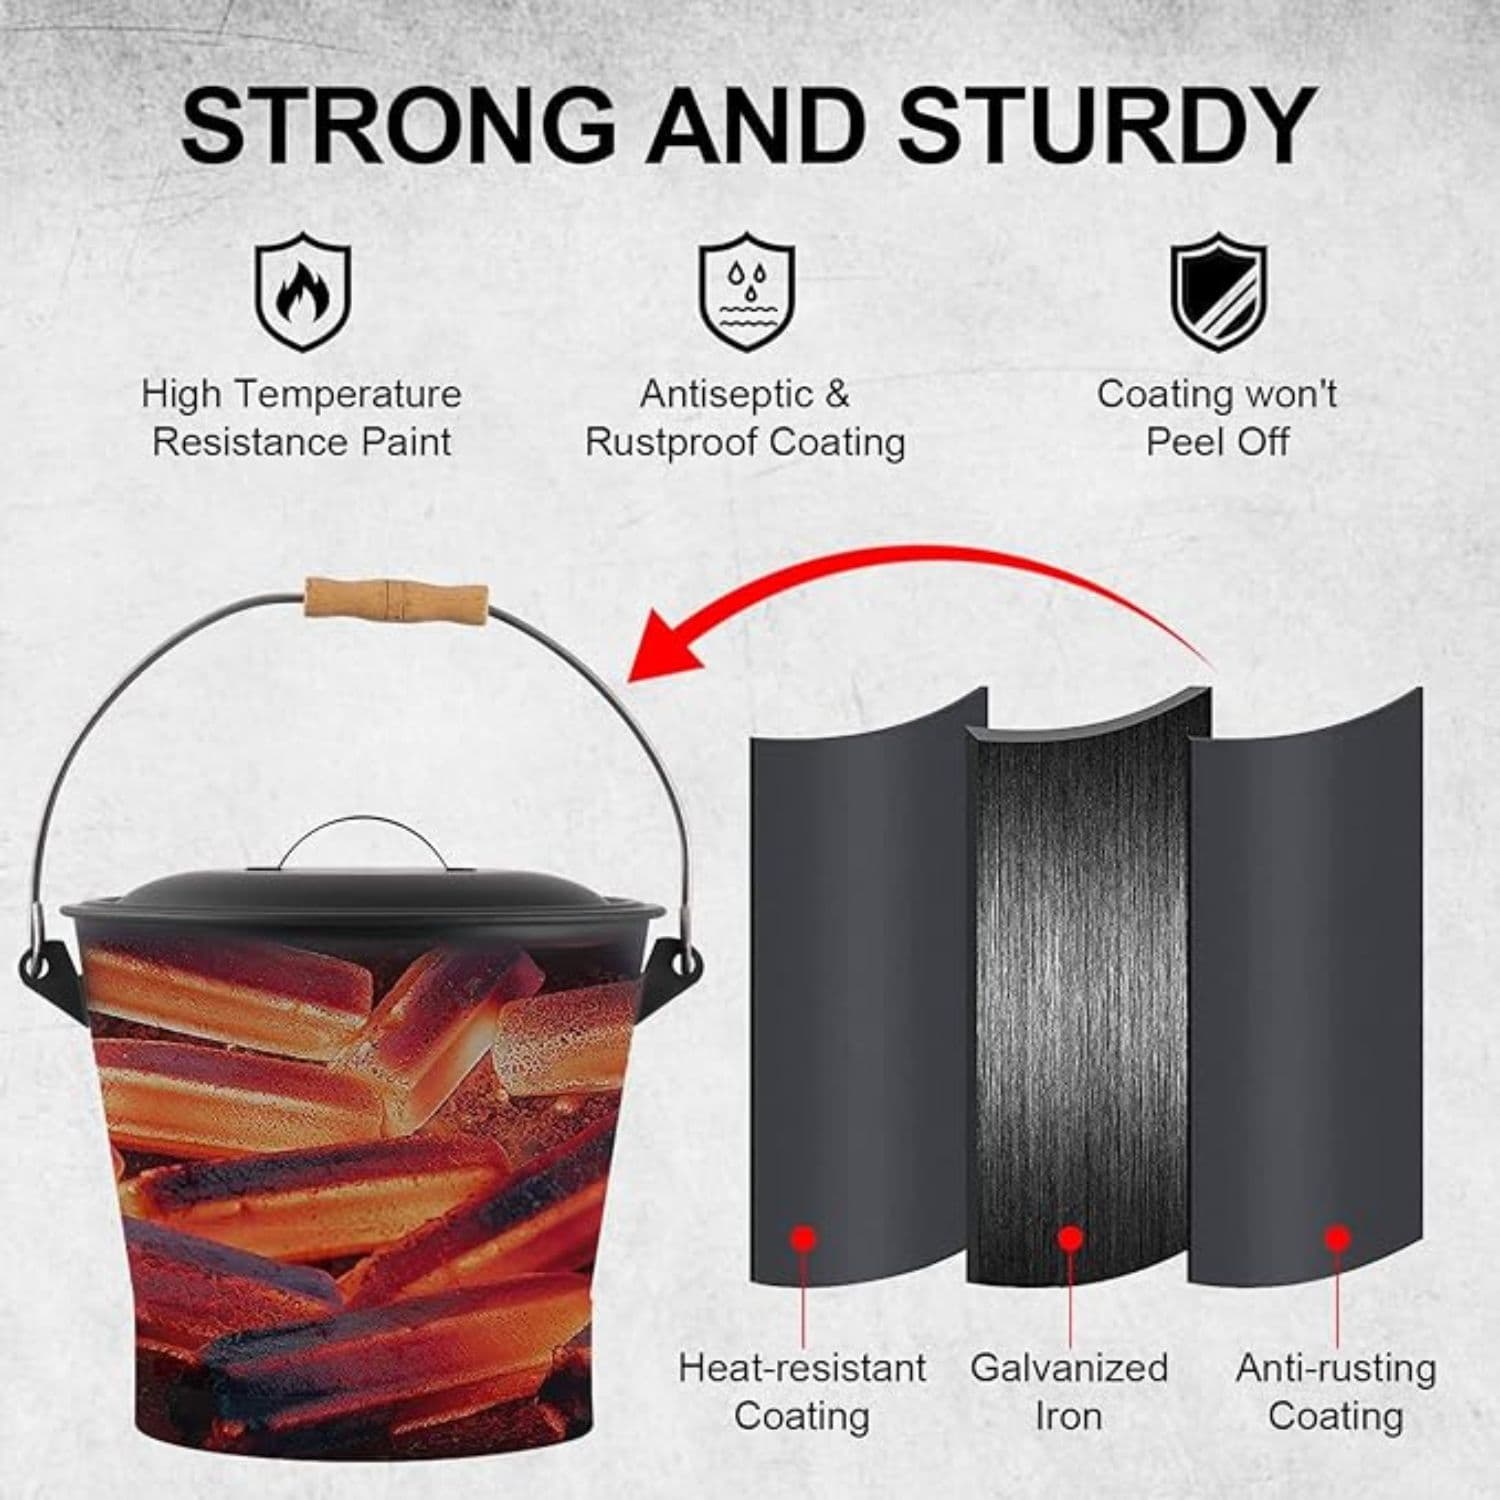 STRONG AND STURDY
High Temperature
Resistance Paint
Antiseptic &
Rustproof Coating
Coating won't
Peel Off
Heat-resistant
Coating
Galvanized
Iron
Anti-rusting
Coating